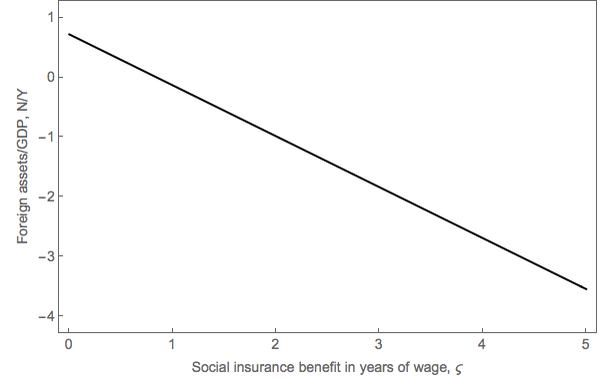 1
0
−1
−2
−3
−4
Foreign assets/GDP, N/Y
0 1 2 3 4 5
Social insurance benefit in years of wage, ς